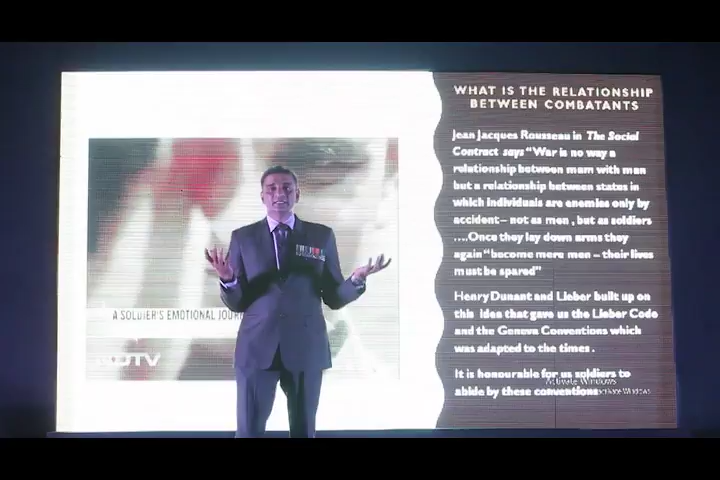 WHAT IS THE RELATIONSHIP
BETWEEN COMBATANTS
Jean Jacques Rousseau in The Social
Contract says "War is no way a
relationship between mam with man
but a relationship between states in
which individuals are enemies only by
accident – not as men , but as soldiers
....Once they lay down arms they
again "become mere men – their lives
must be spared"
Henry Dunant and Lieber built up on
this idea that gave us the Lieber Code
and the Geneva Conventions which
was adapted to the times .
It is honourable for us soldiers to
abide by these conventions
Activate Windows
A SOLDIER'S EMOTIONAL JOUR
NDTV